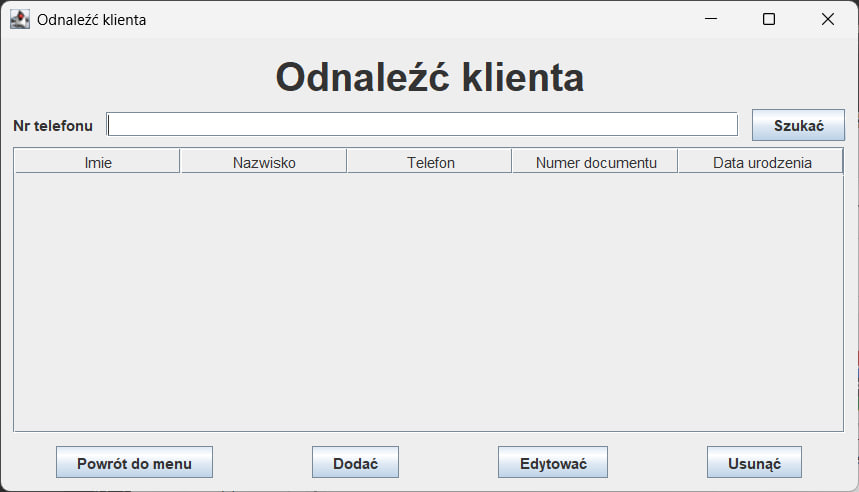 Odnaleźć klienta
Odnaleźć klienta
Nr telefonu Szukać
Imie Nazwisko Telefon Numer documentu Data urodzenia
Powrót do menu Dodać Edytować Usunąć